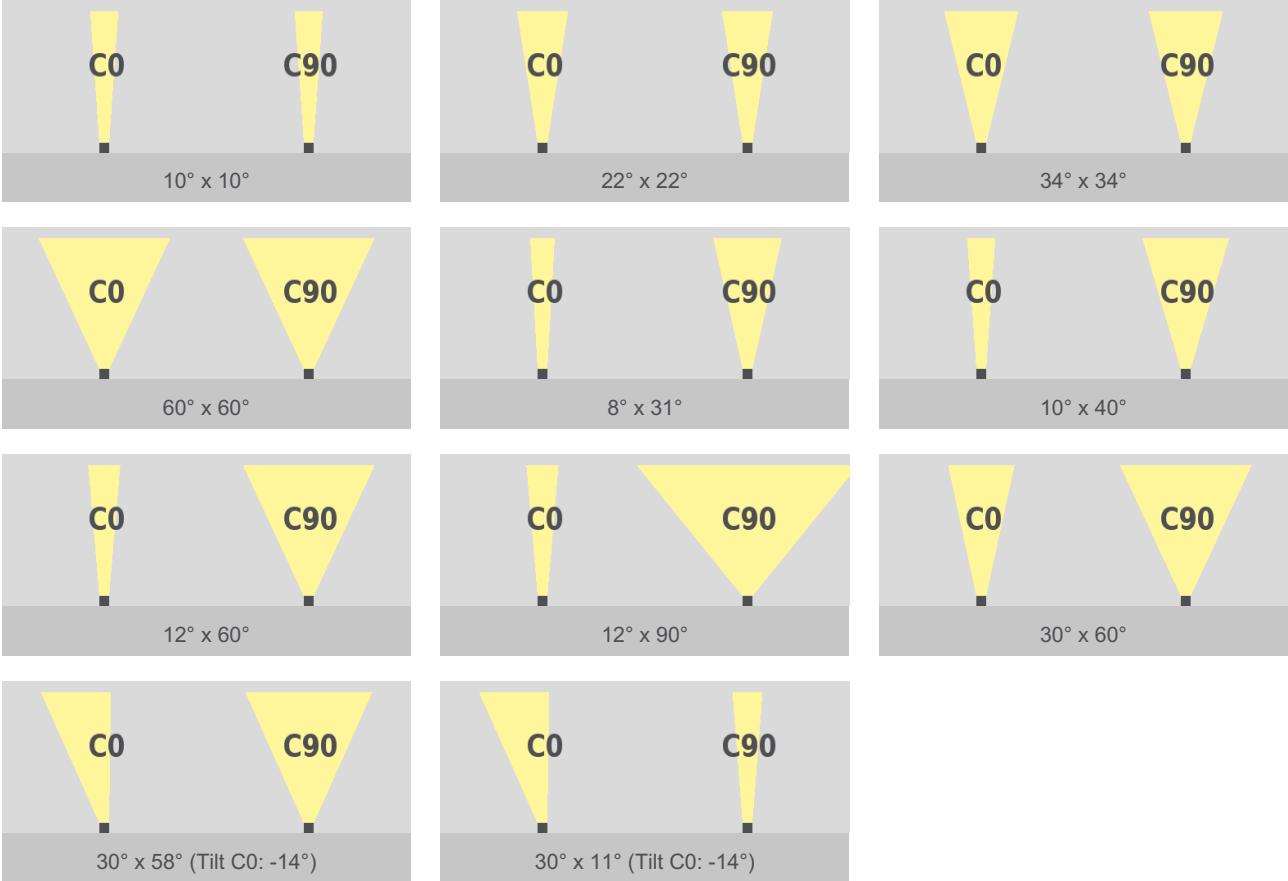 C0 C90
10° x 10°
C0 C90
22° x 22°
C0 C90
34° x 34°
C0 C90
60° x 60°
C0 C90
8° x 31°
C0 C90
10° x 40°
C0 C90
12° x 60°
C0 C90
12° x 90°
C0 C90
30° x 60°
C0 C90
30° x 58° (Tilt C0: -14°)
C0 C90
30° x 11° (Tilt C0: -14°)